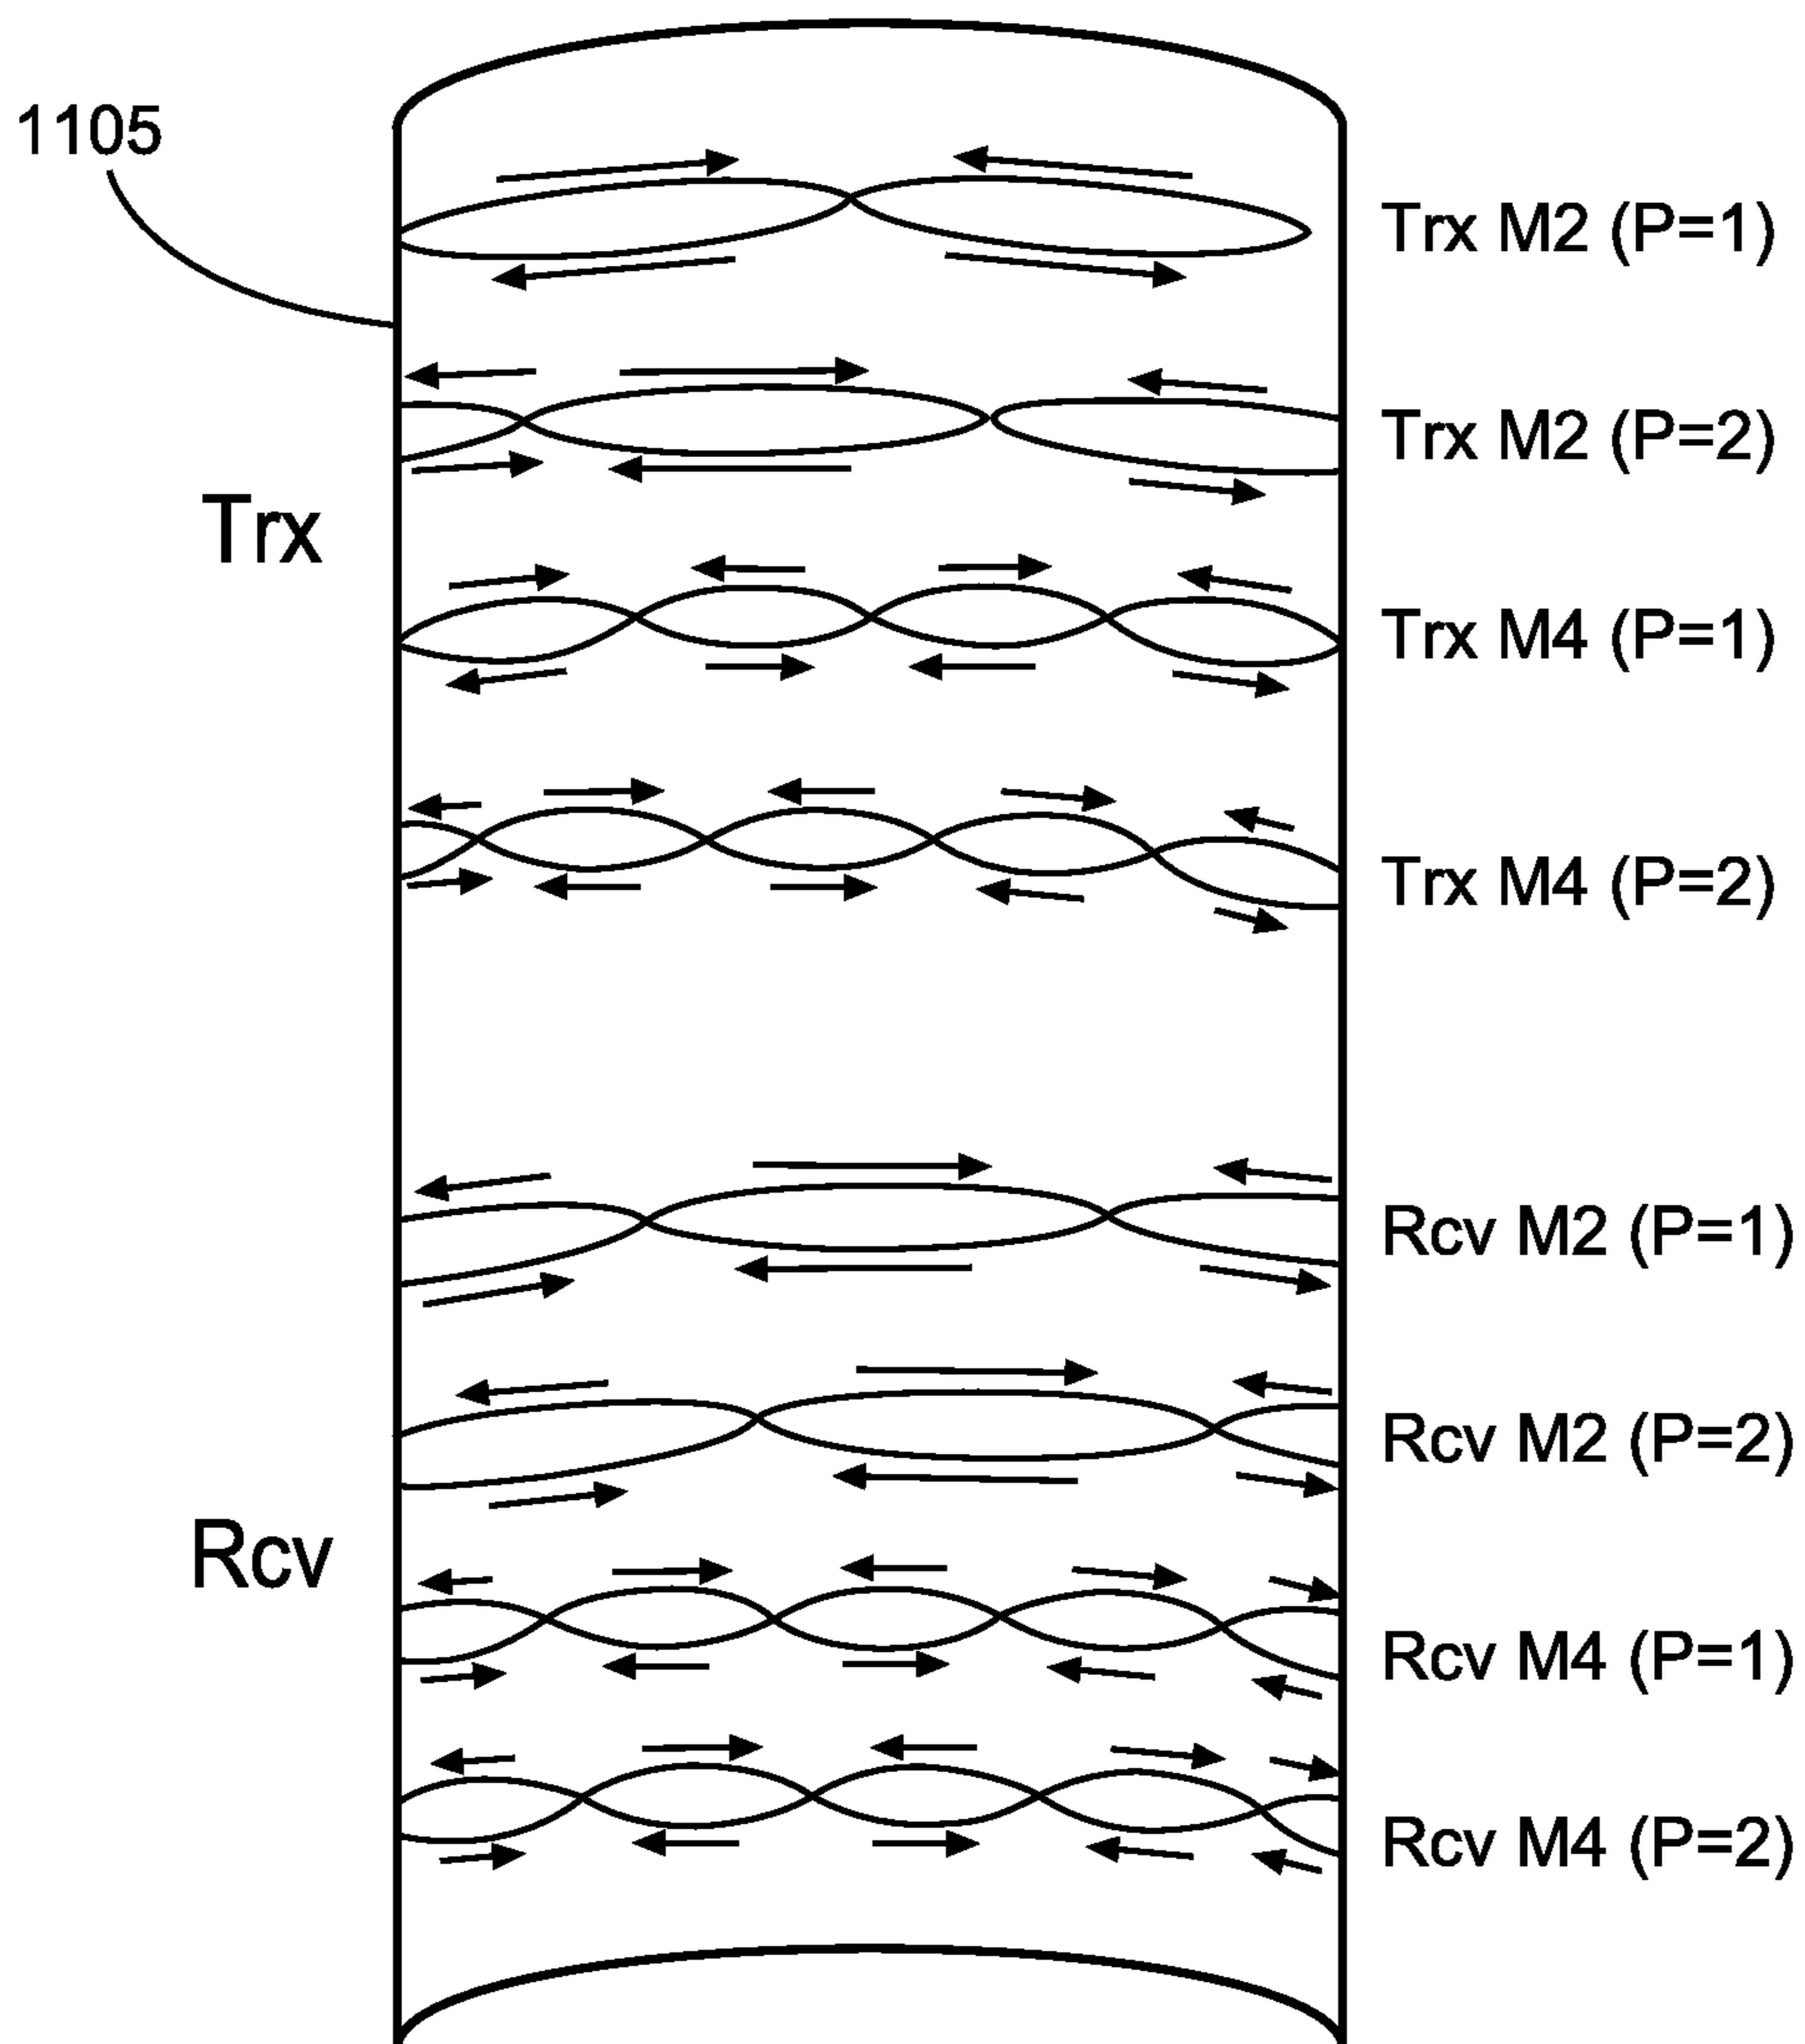 1105
Trx M2 (P=1)
Trx M2 (P=2)
Trx
Trx M4 (P=1)
Trx M4 (P=2)
Rcv M2 (P=1)
Rcv M2 (P=2)
Rcv
Rcv M4 (P=1)
Rcv M4 (P=2)